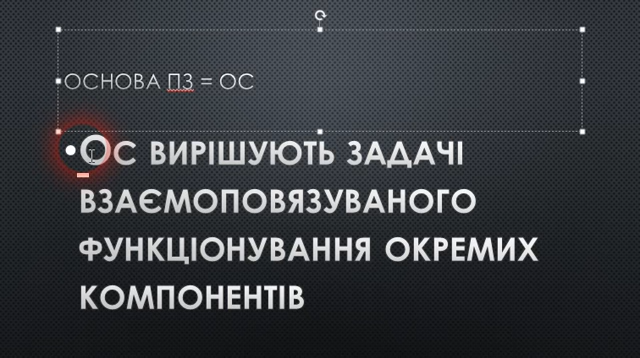 ОСНОВА ПЗ = ОС
•ОС ВИРІШУЮТЬ ЗАДАЧІ
ВЗАЄМОПОВЯЗУВАНОГО
ФУНКЦІОНУВАННЯ ОКРЕМИХ
КОМПОНЕНТІВ